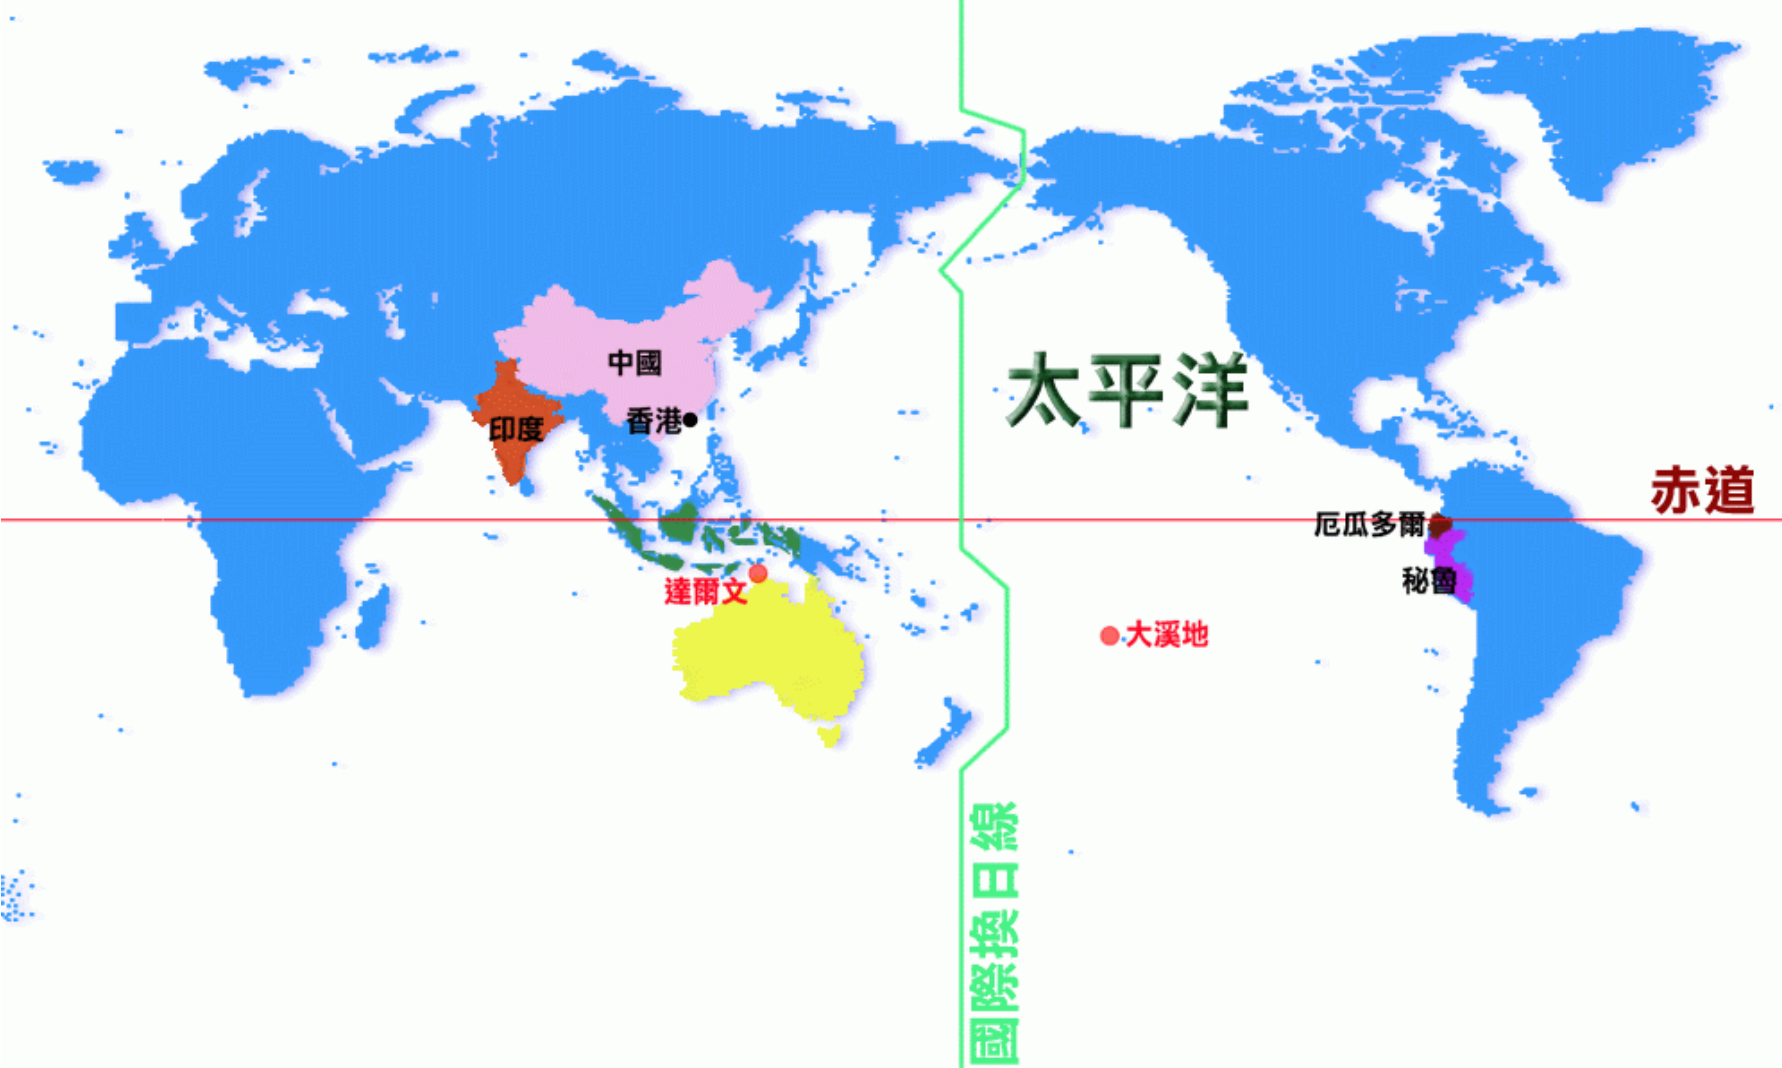 中國
香港
印度
太平洋
赤道
厄瓜多爾
秘魯
達爾文
大溪地
國際換日線